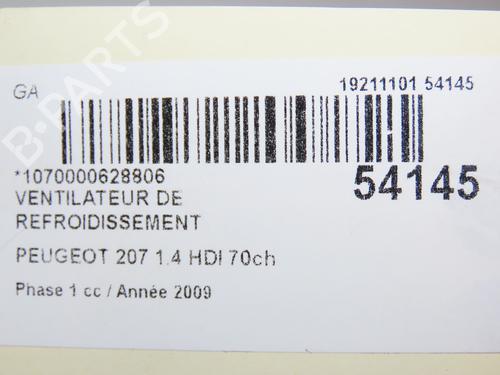 GA
19211101 54145
*1070000628806
54145
VENTILATEUR DE
REFROIDISSEMENT
PEUGEOT 207 1.4 HDI 70ch
Phase 1 cc / Année 2009
B-PARTS